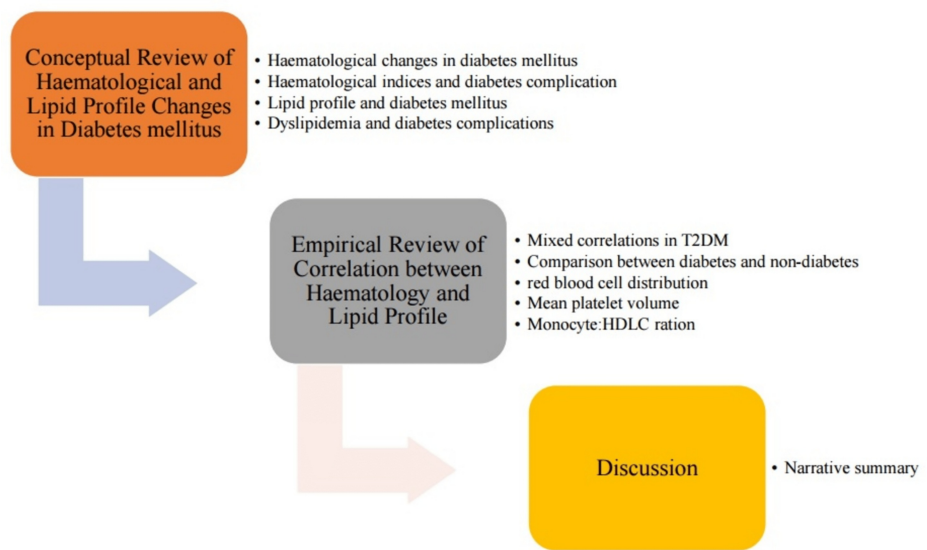 Conceptual Review of
Haematological and
Lipid Profile Changes
in Diabetes mellitus
• Haematological changes in diabetes mellitus
• Haematological indices and diabetes complication
• Lipid profile and diabetes mellitus
• Dyslipidemia and diabetes complications
Empirical Review of
Correlation between
Haematology and
Lipid Profile
• Mixed correlations in T2DM
• Comparison between diabetes and non-diabetes
• red blood cell distribution
• Mean platelet volume
• Monocyte:HDLC ration
Discussion
• Narrative summary